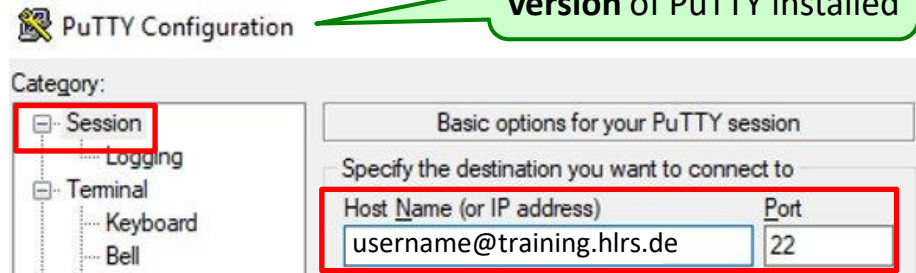 version of PuTTY installed
PuTTY Configuration
Category:
Session
Basic options for your PuTTY session
Logging
Specify the destination you want to connect to
Terminal
Host Name (or IP address) Port
Keyboard
username@training.hlrs.de 22
Bell